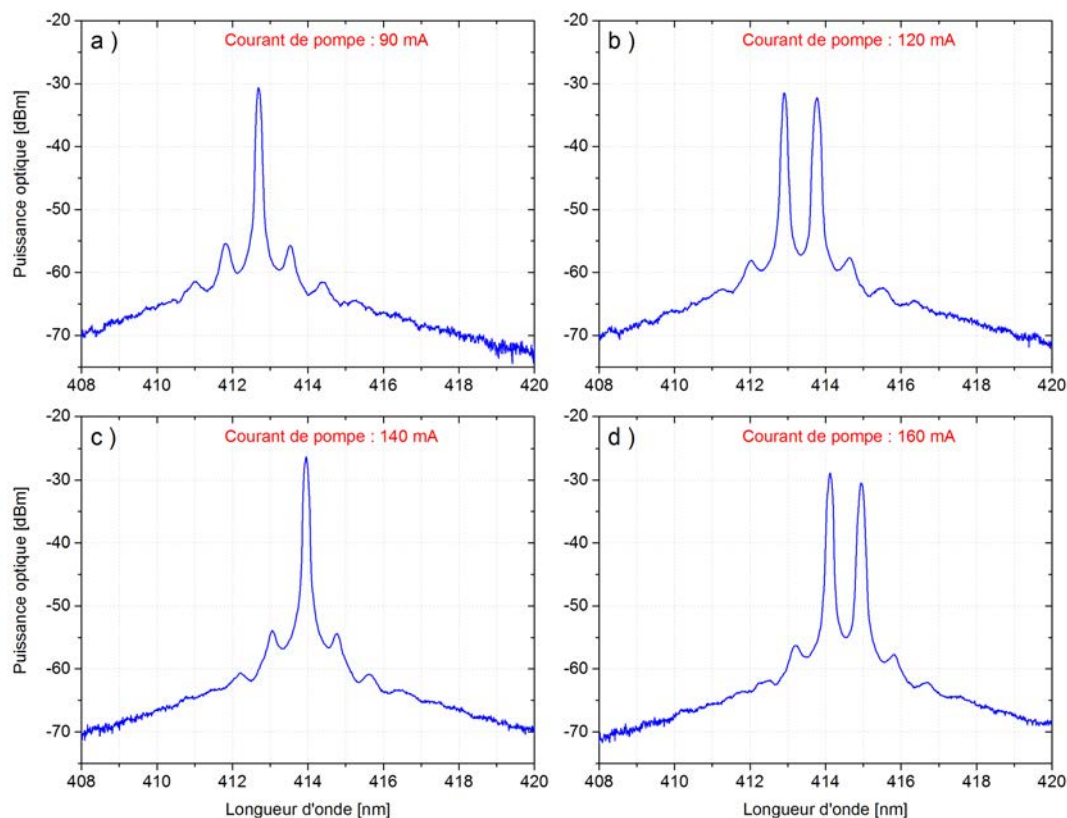 a )
Courant de pompe : 90 mA
Puissance optique [dBm]
-20
-30
-40
-50
-60
-70
408 410 412 414 416 418 420
b )
Courant de pompe : 120 mA
-20
-30
-40
-50
-60
-70
408 410 412 414 416 418 420
c )
Courant de pompe : 140 mA
Puissance optique [dBm]
-20
-30
-40
-50
-60
-70
408 410 412 414 416 418 420
Longueur d'onde [nm]
d )
Courant de pompe : 160 mA
-20
-30
-40
-50
-60
-70
408 410 412 414 416 418 420
Longueur d'onde [nm]